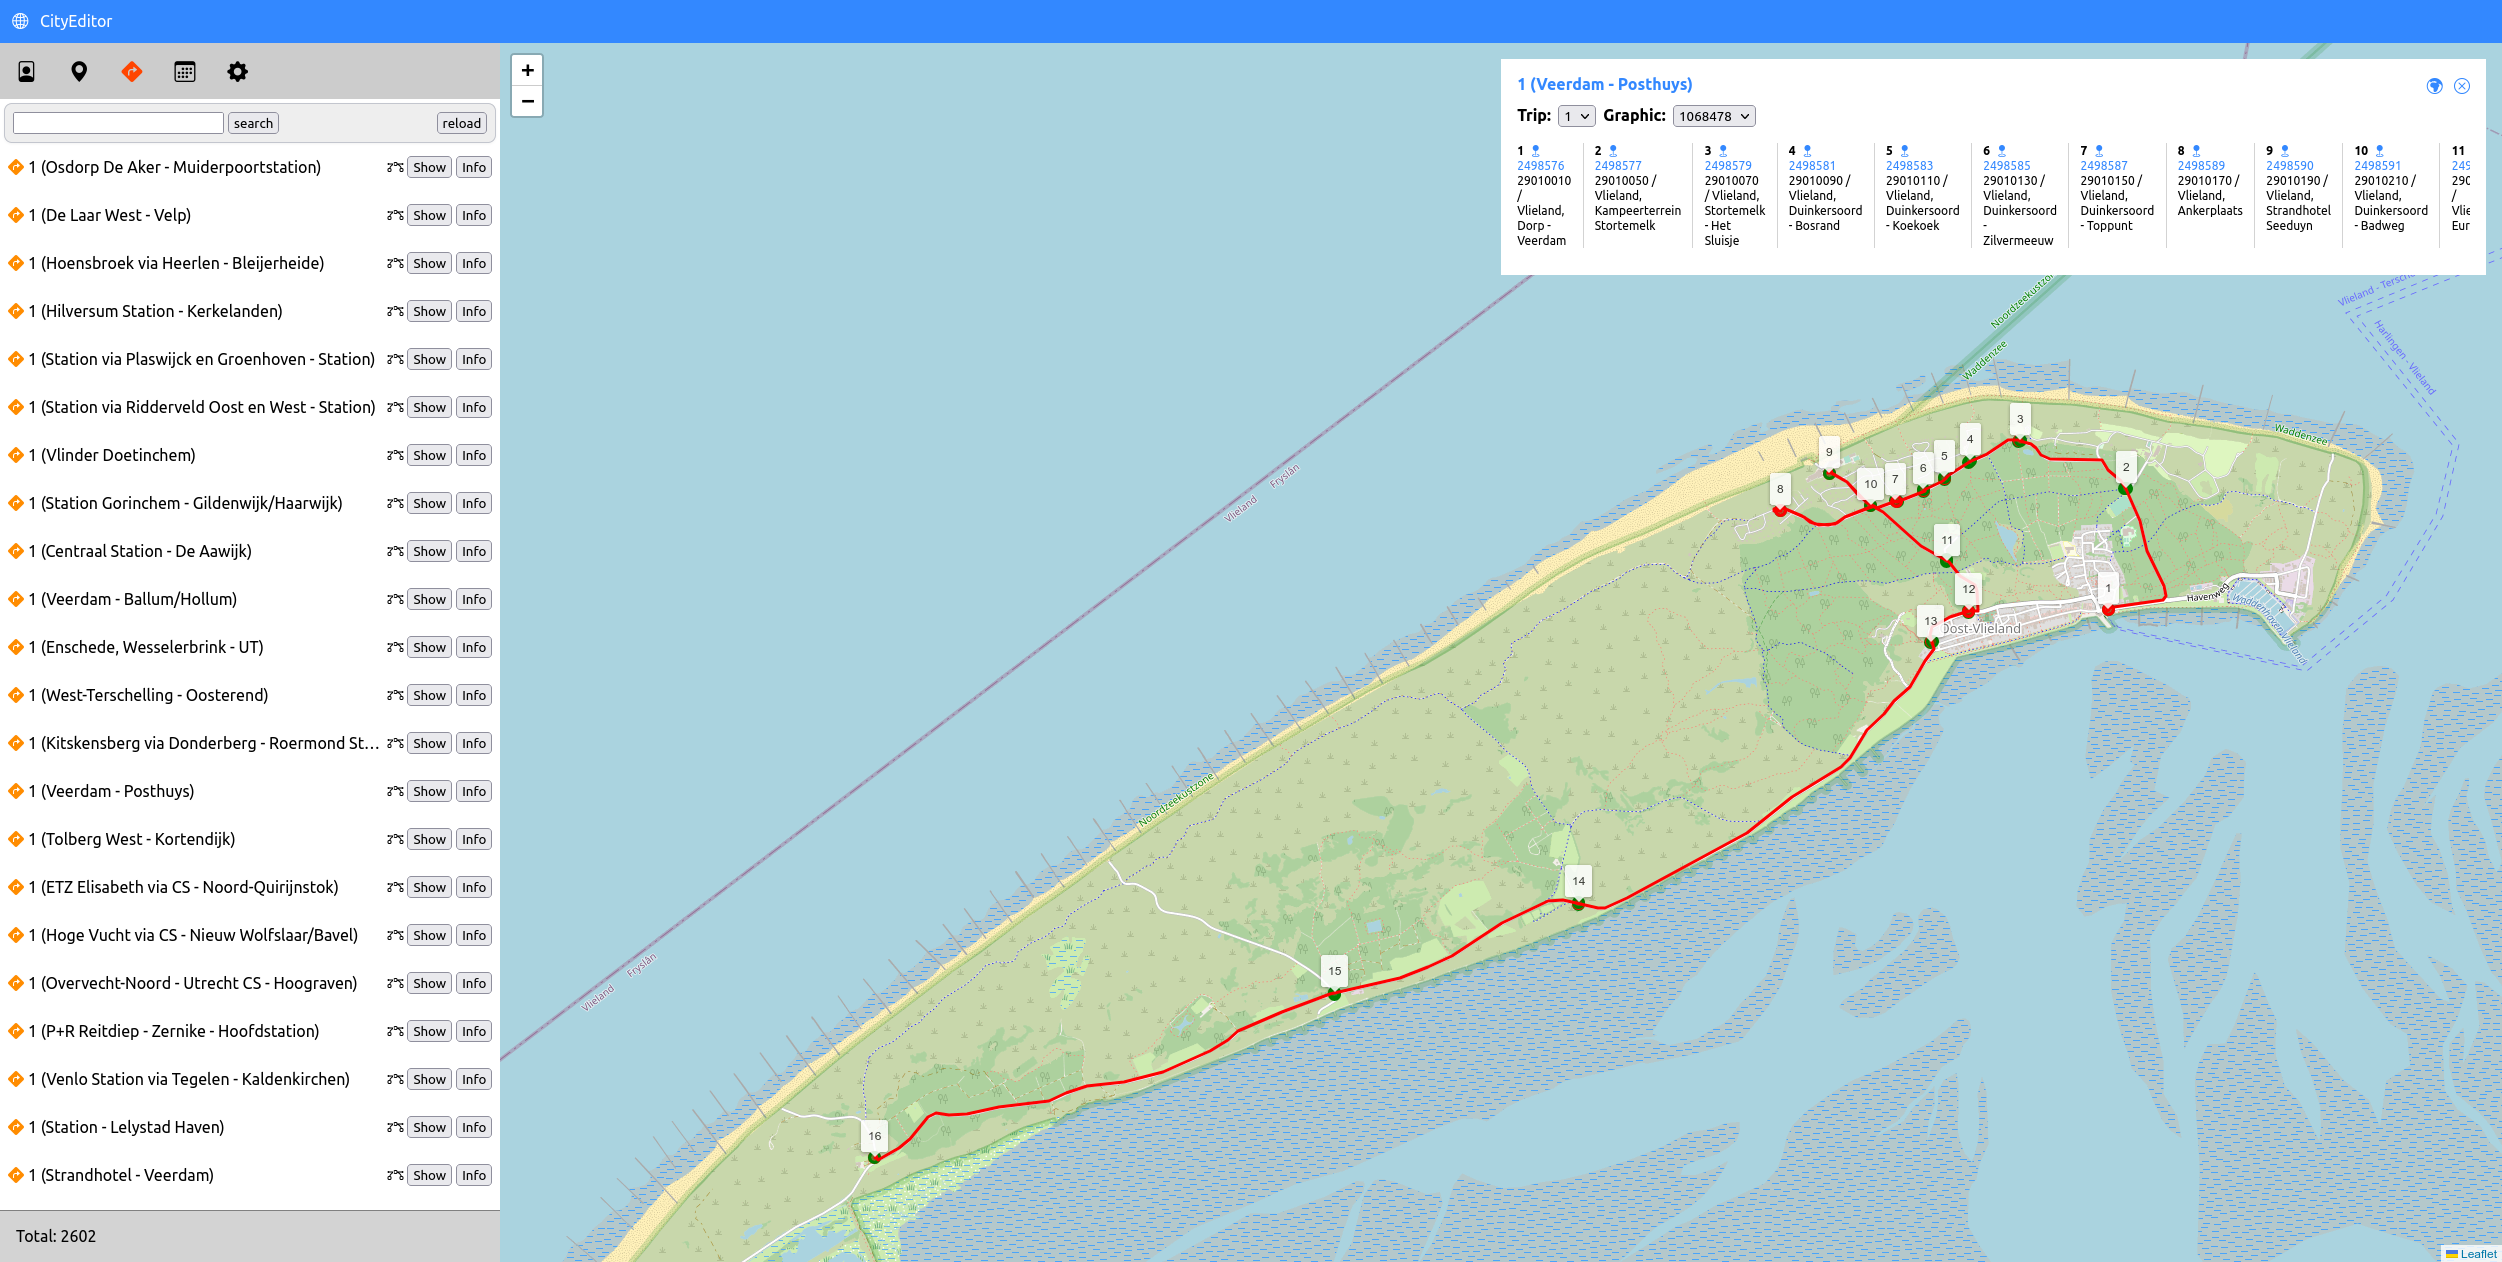 CityEditor
search
reload
1 (Osdorp De Aker - Muiderpoortstation)
Show Info
1 (De Laar West - Velp)
Show Info
1 (Hoensbroek via Heerlen - Bleijerheide)
Show Info
1 (Hilversum Station - Kerkelanden)
Show Info
1 (Station via Plaswijck en Groenhoven - Station)
Show Info
1 (Station via Ridderveld Oost en West - Station)
Show Info
1 (Vlinder Doetinchem)
Show Info
1 (Station Gorinchem - Gildenwijk/Haarwijk)
Show Info
1 (Centraal Station - De Aawijk)
Show Info
1 (Veerdam - Ballum/Hollum)
Show Info
1 (Enschede, Wesselerbrink - UT)
Show Info
1 (West-Terschelling - Oosterend)
Show Info
1 (Kitskensberg via Donderberg - Roermond St...
Show Info
1 (Veerdam - Posthuys)
Show Info
1 (Tolberg West - Kortendijk)
Show Info
1 (ETZ Elisabeth via CS - Noord-Quirijnstok)
Show Info
1 (Hoge Vucht via CS - Nieuw Wolfslaar/Bavel)
Show Info
1 (Overvecht-Noord - Utrecht CS - Hoograven)
Show Info
1 (P+R Reitdiep - Zernike - Hoofdstation)
Show Info
1 (Venlo Station via Tegelen - Kaldenkirchen)
Show Info
1 (Station - Lelystad Haven)
Show Info
1 (Strandhotel - Veerdam)
Show Info
Total: 2602
+
−
1 (Veerdam - Posthuys)
Trip: 1 Graphic: 1068478
1
2498576
29010010
/
Vlieland,
Dorp -
Veerdam
2
2498577
29010050 /
Vlieland,
Kampeerterrein
Stortemelk
3
2498579
29010070
/ Vlieland,
Stortemelk
- Het
Sluisje
4
2498581
29010090 /
Vlieland,
Duinkersoord
- Bosrand
5
2498583
29010110 /
Vlieland,
Duinkersoord
- Koekoek
6
2498585
29010130 /
Vlieland,
Duinkersoord
-
Zilvermeeuw
7
2498587
29010150 /
Vlieland,
Duinkersoord
- Toppunt
8
2498589
29010170 /
Vlieland,
Ankerplaats
9
2498590
29010190 /
Vlieland,
Strandhotel
Seeduyn
10
2498591
29010210 /
Vlieland,
Duinkersoord
- Badweg
11
249
290
/
Vlie
Eur
Noordzeekustzon
Waddenzee
Vlieland - Tersch
Harlingen - Vlieland
Waddenzee
3
4
9
5
2
6
7
10
8
11
12
1
13
Havenweg
Waddenhaven Vlieland
Oost-Vlieland
Vlieland
Fryslân
Noordzeekustzone
14
15
Vlieland
Fryslân
16
Leaflet